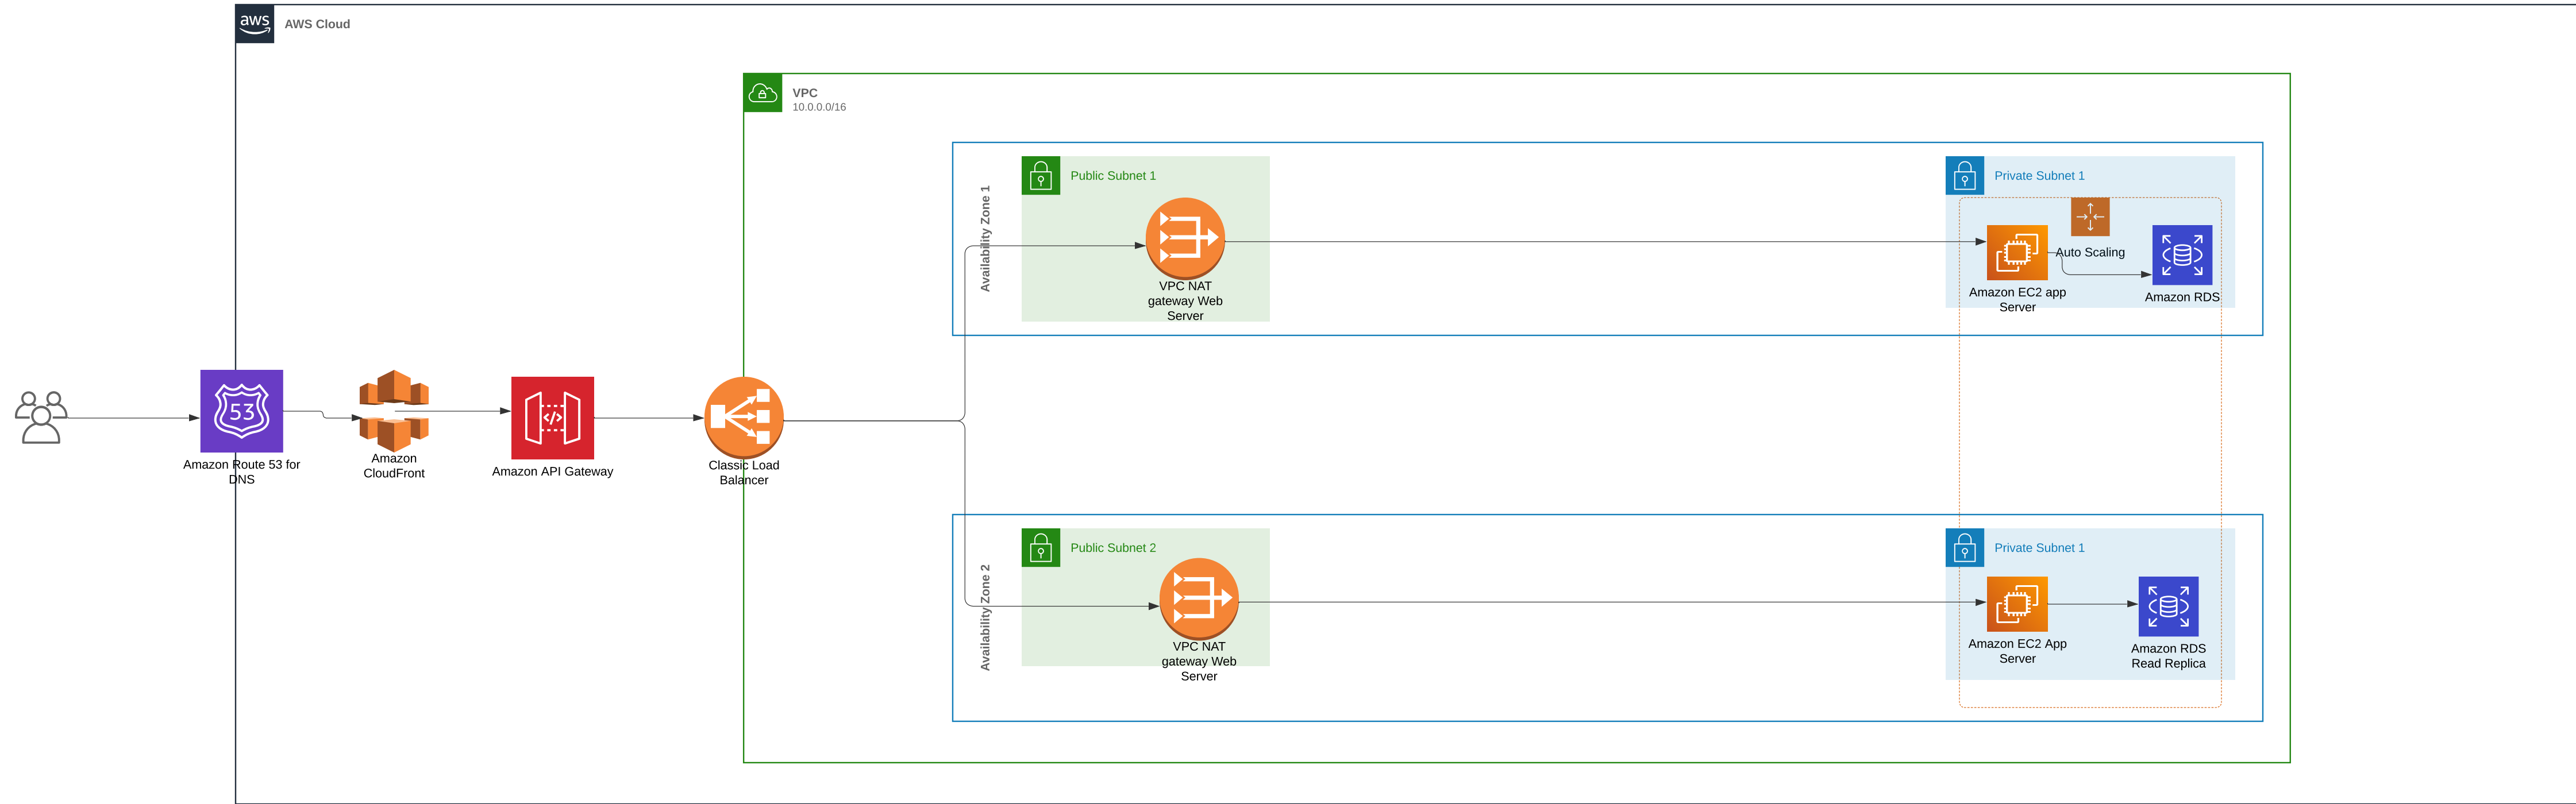 aws
AWS Cloud
VPC
10.0.0.0/16
Availability Zone 1
Public Subnet 1
VPC NAT
gateway Web
Server
Private Subnet 1
Auto Scaling
Amazon EC2 app
Server
Amazon RDS
53
Amazon Route 53 for
DNS
Amazon
CloudFront
</>
Amazon API Gateway
Classic Load
Balancer
Availability Zone 2
Public Subnet 2
VPC NAT
gateway Web
Server
Private Subnet 1
Amazon EC2 App
Server
Amazon RDS
Read Replica